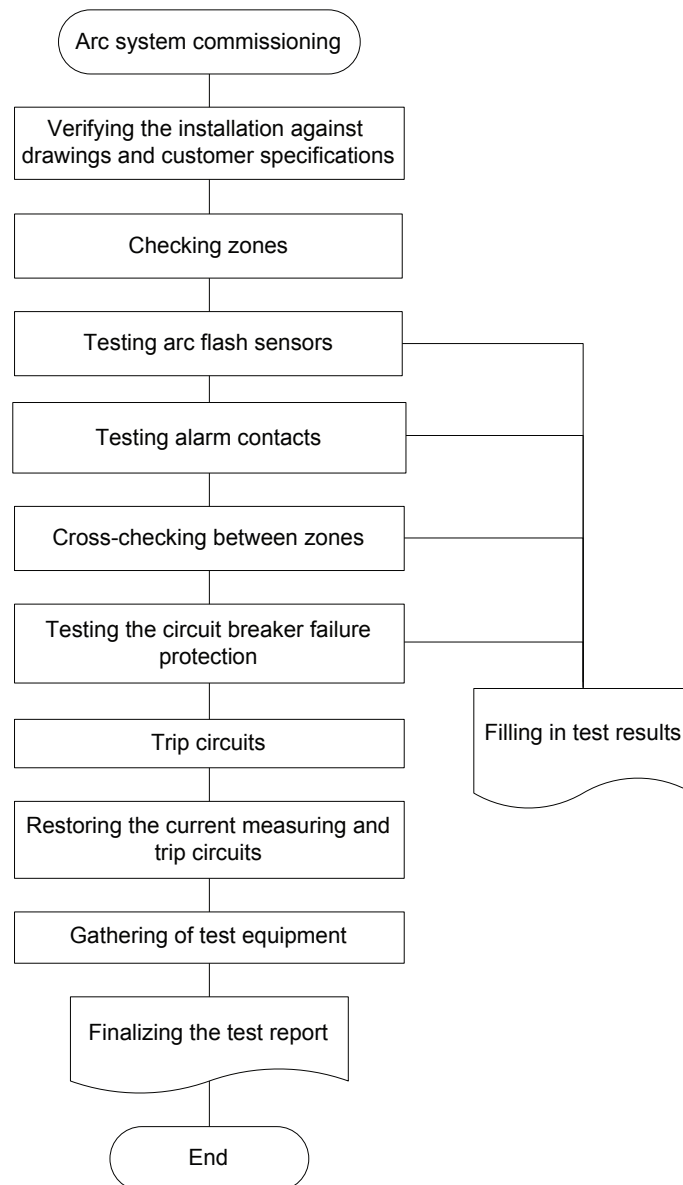 Arc system commissioning
Verifying the installation against
drawings and customer specifications
Checking zones
Testing arc flash sensors
Testing alarm contacts
Cross-checking between zones
Testing the circuit breaker failure
protection
Filling in test results
Trip circuits
Restoring the current measuring and
trip circuits
Gathering of test equipment
Finalizing the test report
End